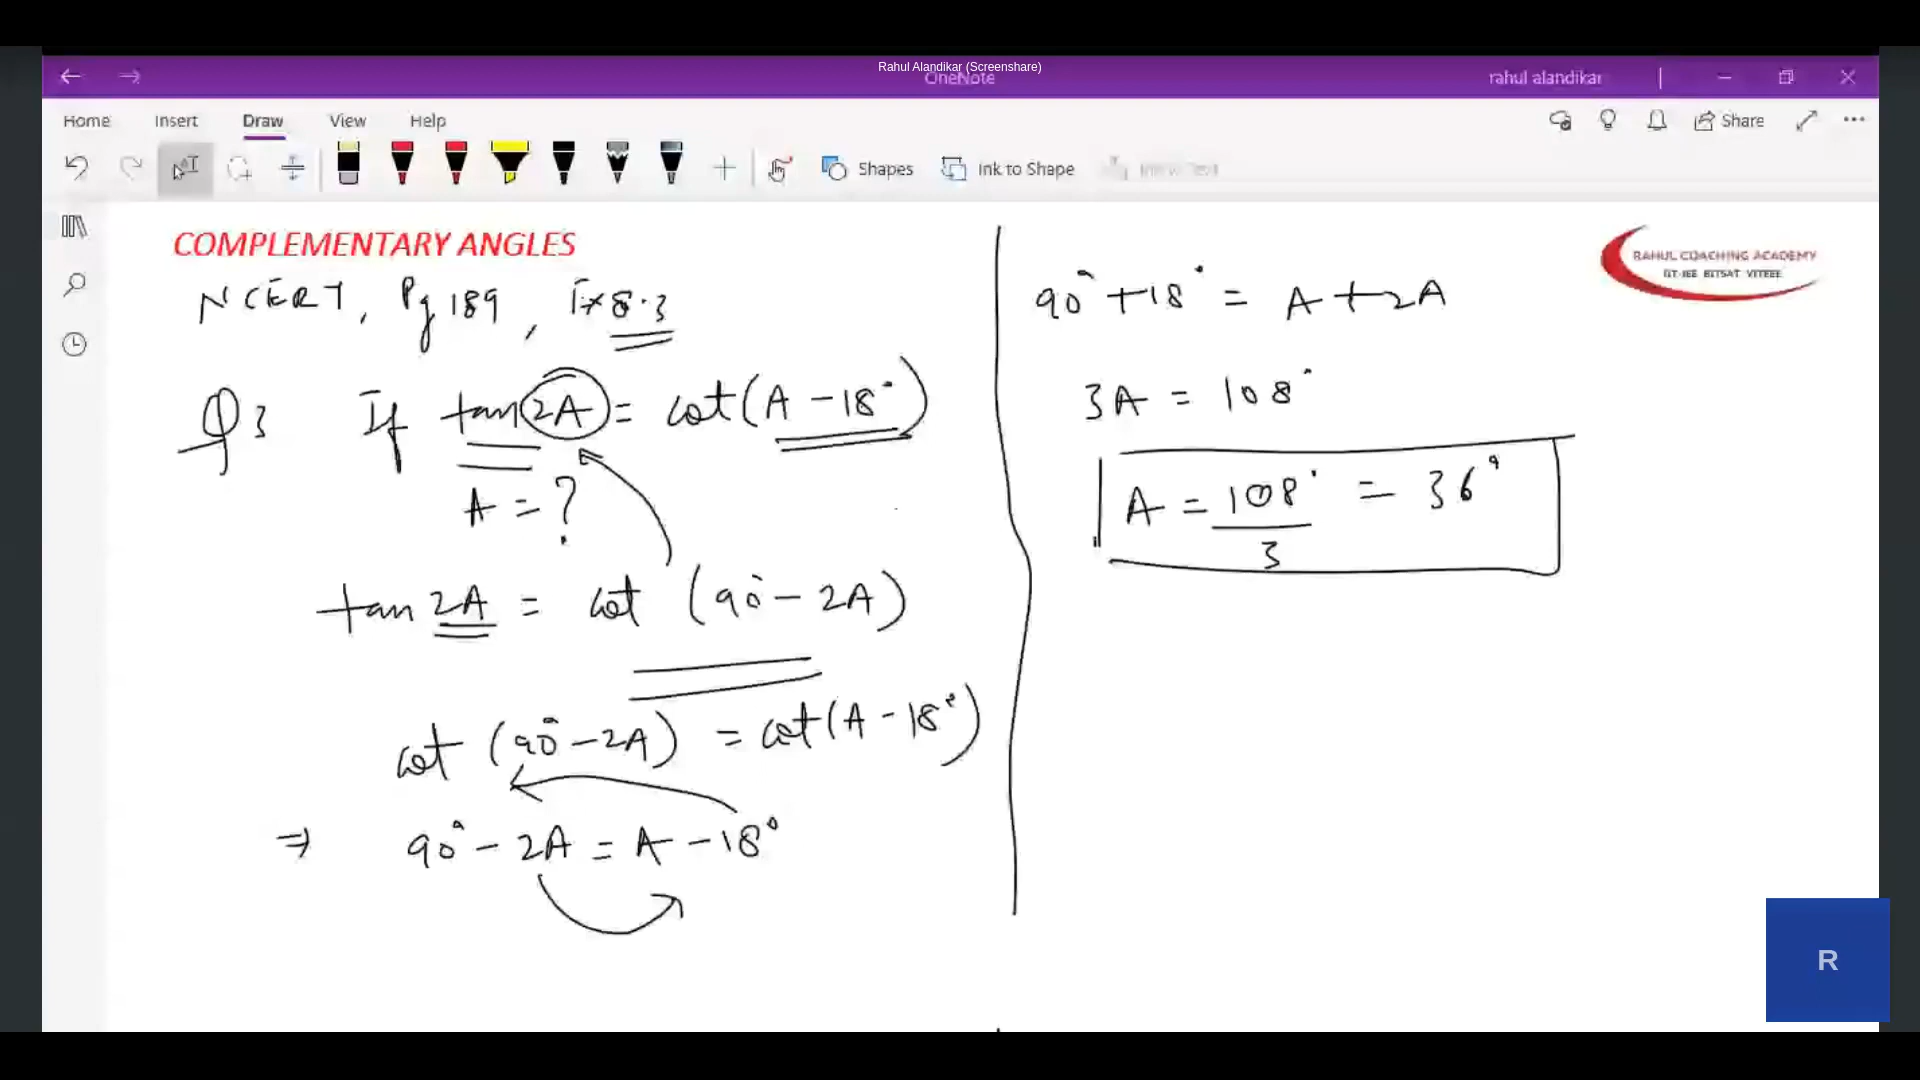 Rahul Alandikar (Screenshare)
OneNote
rahul alandikar
Home Insert Draw View Help
Share
Shapes Ink to Shape Ink to Text
COMPLEMENTARY ANGLES
NCERT, Pg 189, Ex 8.3
Q3 If tan 2A = cot(A - 18°)
A = ?
tan 2A = cot (90° - 2A)
cot (90° - 2A) = cot(A - 18°)
⇒ 90° - 2A = A - 18°
90° + 18° = A + 2A
3A = 108°
A = 108°/3 = 36°
RAHUL COACHING ACADEMY
IIT-JEE BITSAT VITEEE
R